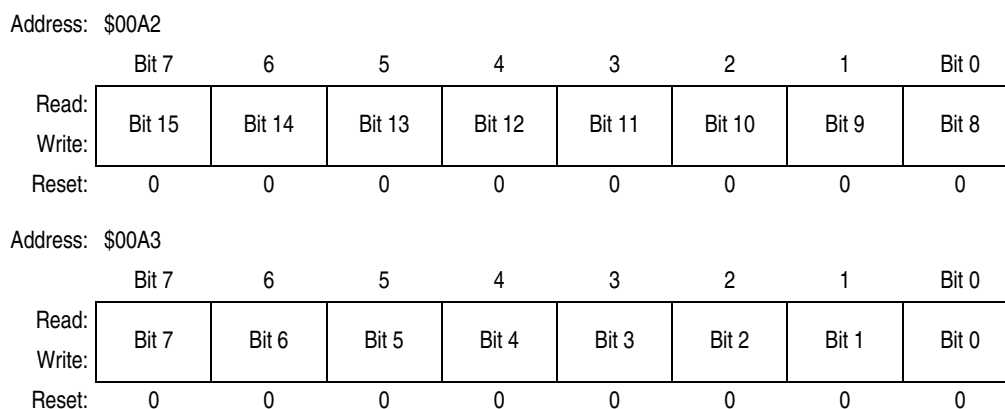 Address: $00A2
Bit 7 6 5 4 3 2 1 Bit 0
Read:
Bit 15 Bit 14 Bit 13 Bit 12 Bit 11 Bit 10 Bit 9 Bit 8
Write:
Reset: 0 0 0 0 0 0 0 0
Address: $00A3
Bit 7 6 5 4 3 2 1 Bit 0
Read:
Bit 7 Bit 6 Bit 5 Bit 4 Bit 3 Bit 2 Bit 1 Bit 0
Write:
Reset: 0 0 0 0 0 0 0 0